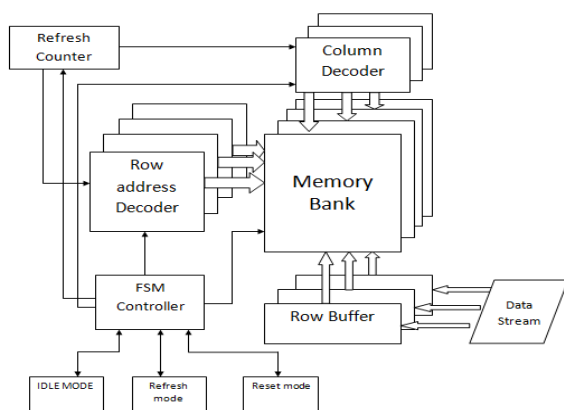 Refresh
Counter
Column
Decoder
Row
address
Decoder
Memory
Bank
FSM
Controller
Row Buffer
Data
Stream
IDLE MODE
Refresh
mode
Reset mode